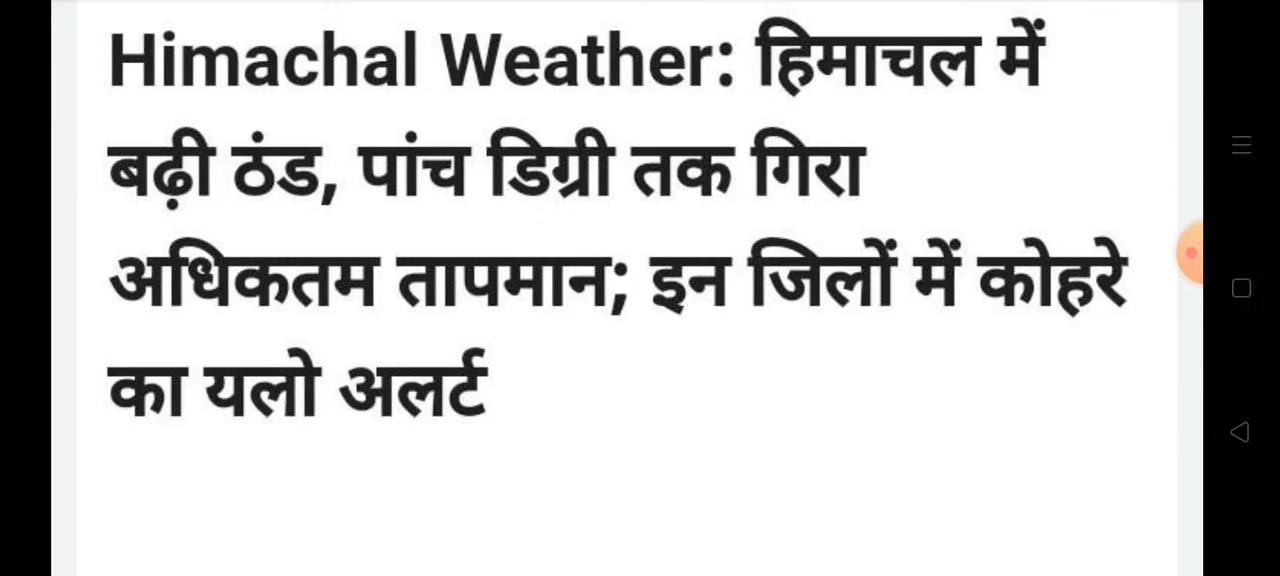 Himachal Weather: हिमाचल में
बढ़ी ठंड, पांच डिग्री तक गिरा
अधिकतम तापमान; इन जिलों में कोहरे
का यलो अलर्ट